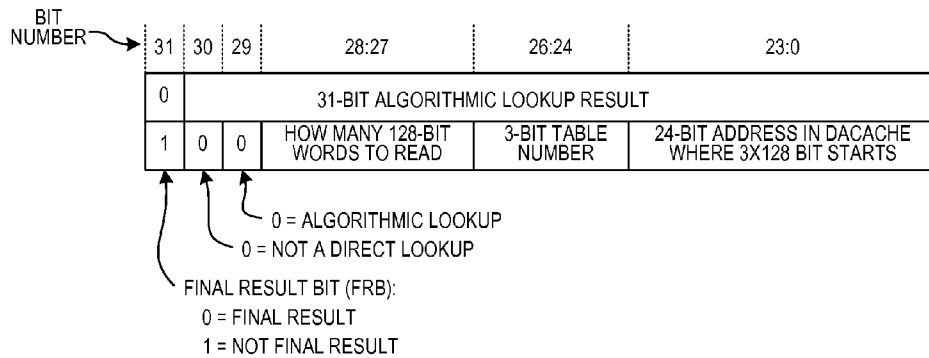 BIT
NUMBER
31 30 29 28:27 26:24 23:0
0 31-BIT ALGORITHMIC LOOKUP RESULT
1 0 0 HOW MANY 128-BIT WORDS TO READ 3-BIT TABLE NUMBER 24-BIT ADDRESS IN DACACHE WHERE 3X128 BIT STARTS
0 = ALGORITHMIC LOOKUP
0 = NOT A DIRECT LOOKUP
FINAL RESULT BIT (FRB):
0 = FINAL RESULT
1 = NOT FINAL RESULT